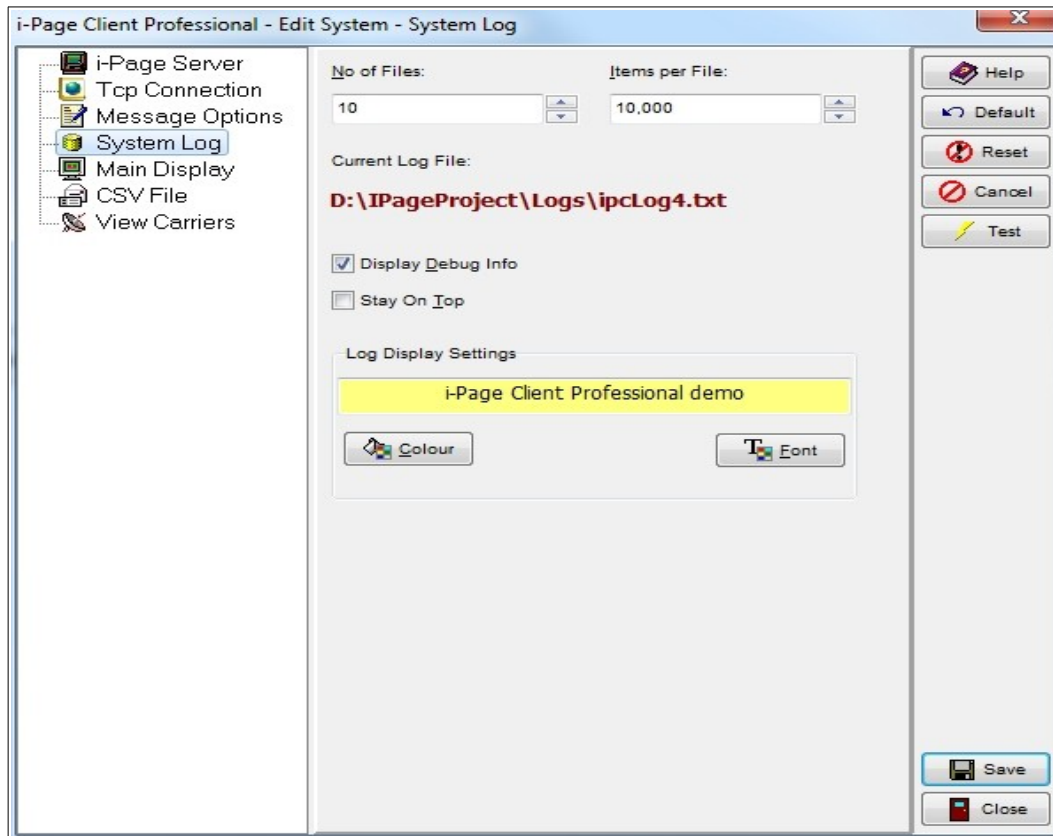 i-Page Client Professional - Edit System - System Log
i-Page Server
Tcp Connection
Message Options
System Log
Main Display
CSV File
View Carriers
No of Files:
Items per File:
10
10,000
Current Log File:
D:\IPageProject\Logs\ipcLog4.txt
Display Debug Info
Stay On Top
Log Display Settings
i-Page Client Professional demo
Colour
Font
Help
Default
Reset
Cancel
Test
Save
Close